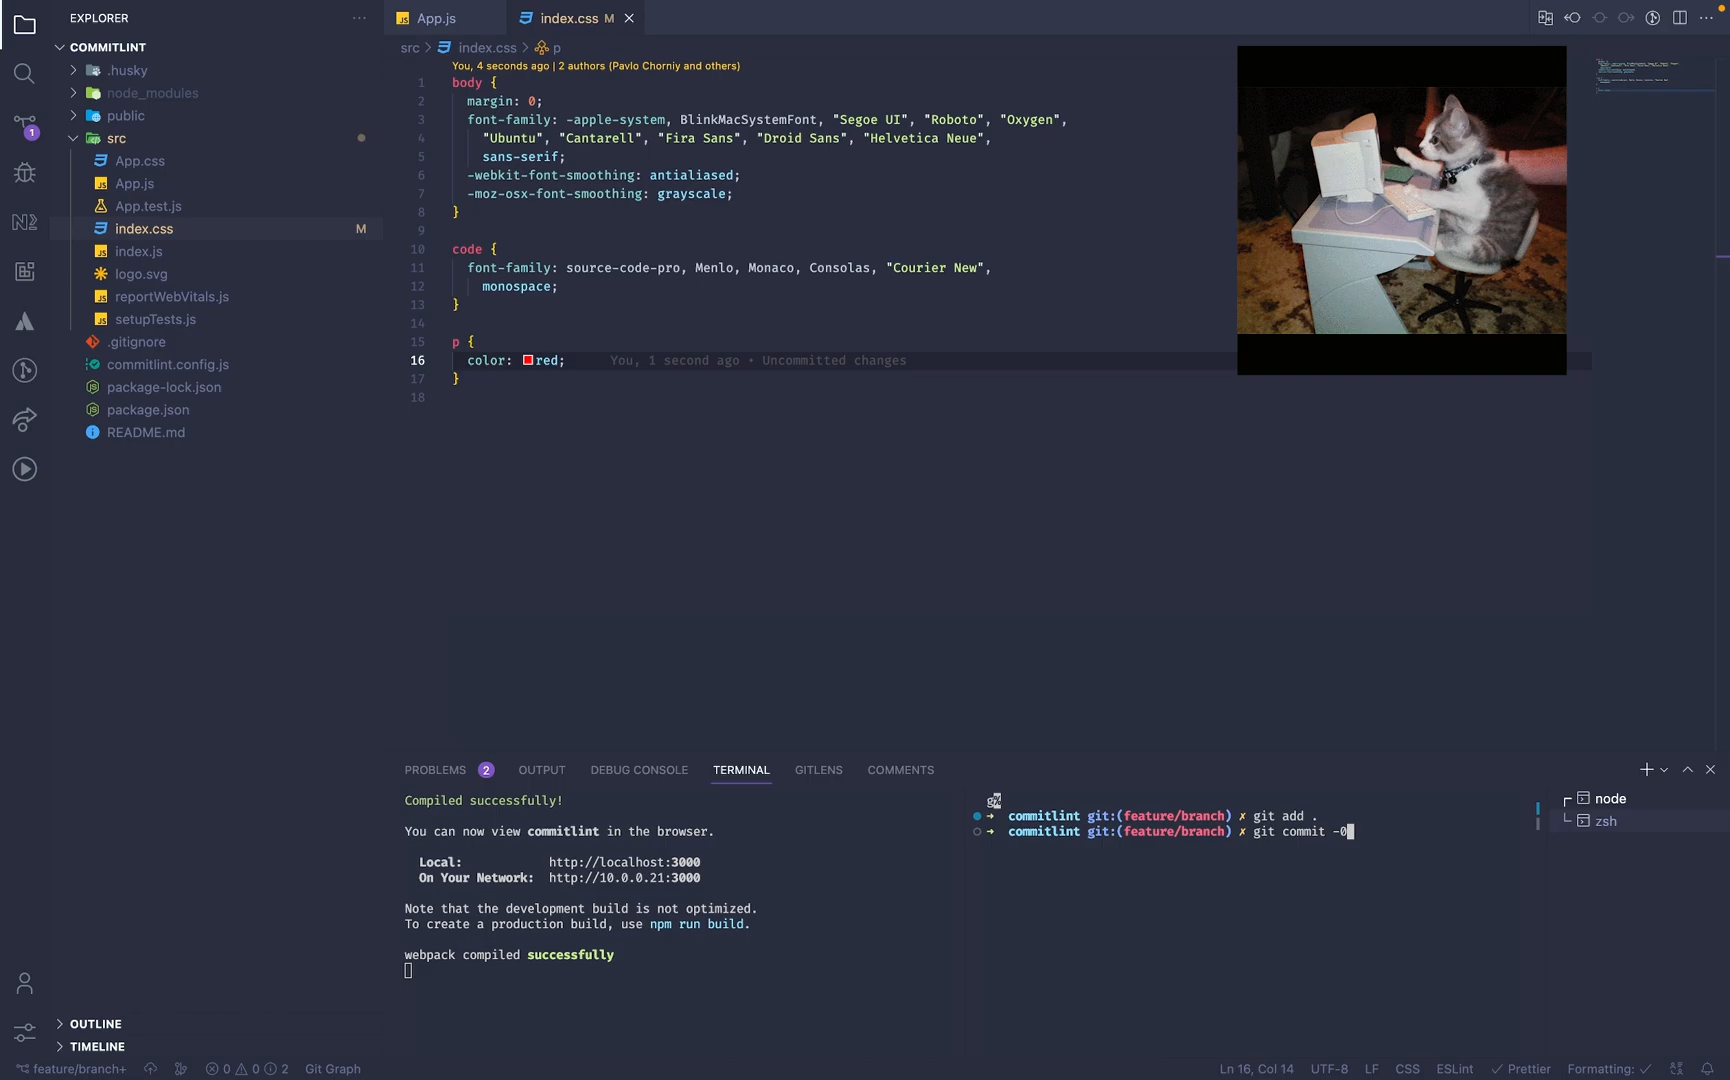 EXPLORER
COMMITLINT
.husky
node_modules
public
src
App.css
App.js
App.test.js
index.css M
index.js
logo.svg
reportWebVitals.js
setupTests.js
.gitignore
commitlint.config.js
package-lock.json
package.json
README.md
OUTLINE
TIMELINE
1
App.js
index.css M
src > index.css > p
You, 4 seconds ago | 2 authors (Pavlo Chorniy and others)
1 body {
2 margin: 0;
3 font-family: -apple-system, BlinkMacSystemFont, "Segoe UI", "Roboto", "Oxygen",
4 "Ubuntu", "Cantarell", "Fira Sans", "Droid Sans", "Helvetica Neue",
5 sans-serif;
6 -webkit-font-smoothing: antialiased;
7 -moz-osx-font-smoothing: grayscale;
8 }
9
10 code {
11 font-family: source-code-pro, Menlo, Monaco, Consolas, "Courier New",
12 monospace;
13 }
14
15 p {
16 color: red; You, 1 second ago • Uncommitted changes
17 }
18
PROBLEMS 2 OUTPUT DEBUG CONSOLE TERMINAL GITLENS COMMENTS
Compiled successfully!
You can now view commitlint in the browser.
Local: http://localhost:3000
On Your Network: http://10.0.0.21:3000
Note that the development build is not optimized.
To create a production build, use npm run build.
webpack compiled successfully
g%
➜ commitlint git:(feature/branch) ✗ git add .
➜ commitlint git:(feature/branch) ✗ git commit -0
node
zsh
feature/branch+ 0 0 2 Git Graph
Ln 16, Col 14 UTF-8 LF CSS ESLint Prettier Formatting: ✓